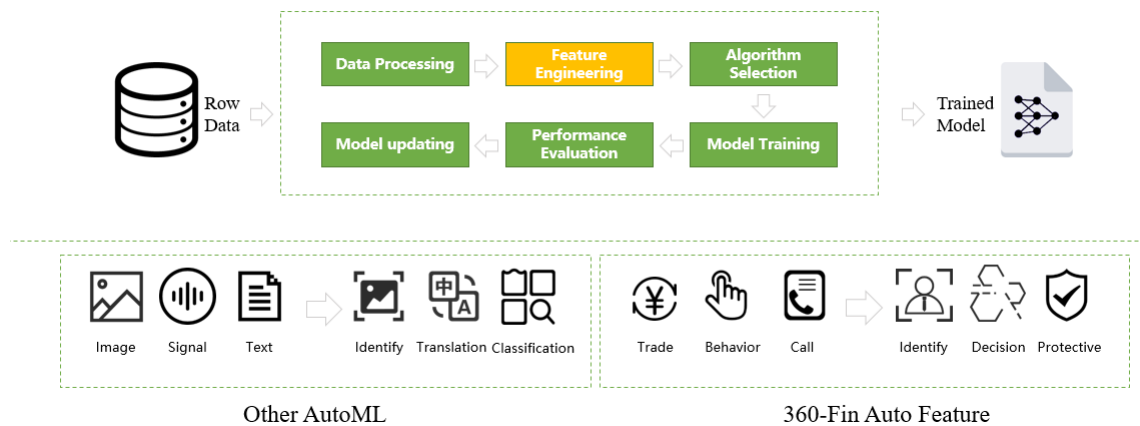 Row
Data
Data Processing
Feature
Engineering
Algorithm
Selection
Model updating
Performance
Evaluation
Model Training
Trained
Model
中
A
¥
Image
Signal
Text
Identify
Translation
Classification
Trade
Behavior
Call
Identify
Decision
Protective
Other AutoML
360-Fin Auto Feature